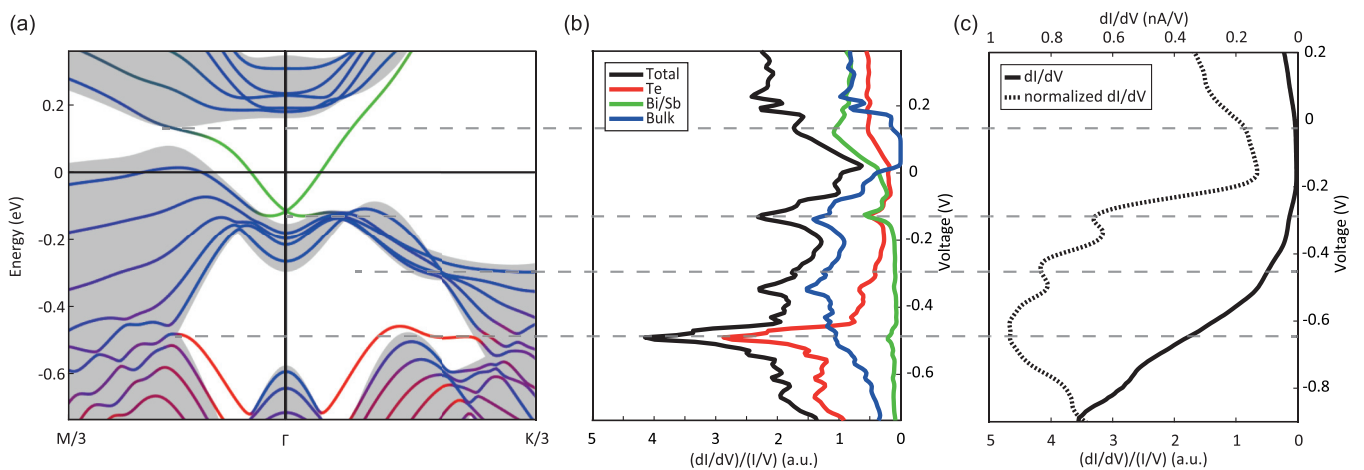 (a)
Energy (eV)
0.2
0
-0.2
-0.4
-0.6
M/3
Γ
K/3
(b)
Total
Te
Bi/Sb
Bulk
0.2
0
-0.2
-0.4
-0.6
Voltage (V)
5
4
3
2
1
0
(dI/dV)/(I/V) (a.u.)
(c)
dI/dV (nA/V)
1
0.8
0.6
0.4
0.2
0
dI/dV
normalized dI/dV
0.2
0
-0.2
-0.4
-0.6
-0.8
Voltage (V)
5
4
3
2
1
0
(dI/dV)/(I/V) (a.u.)